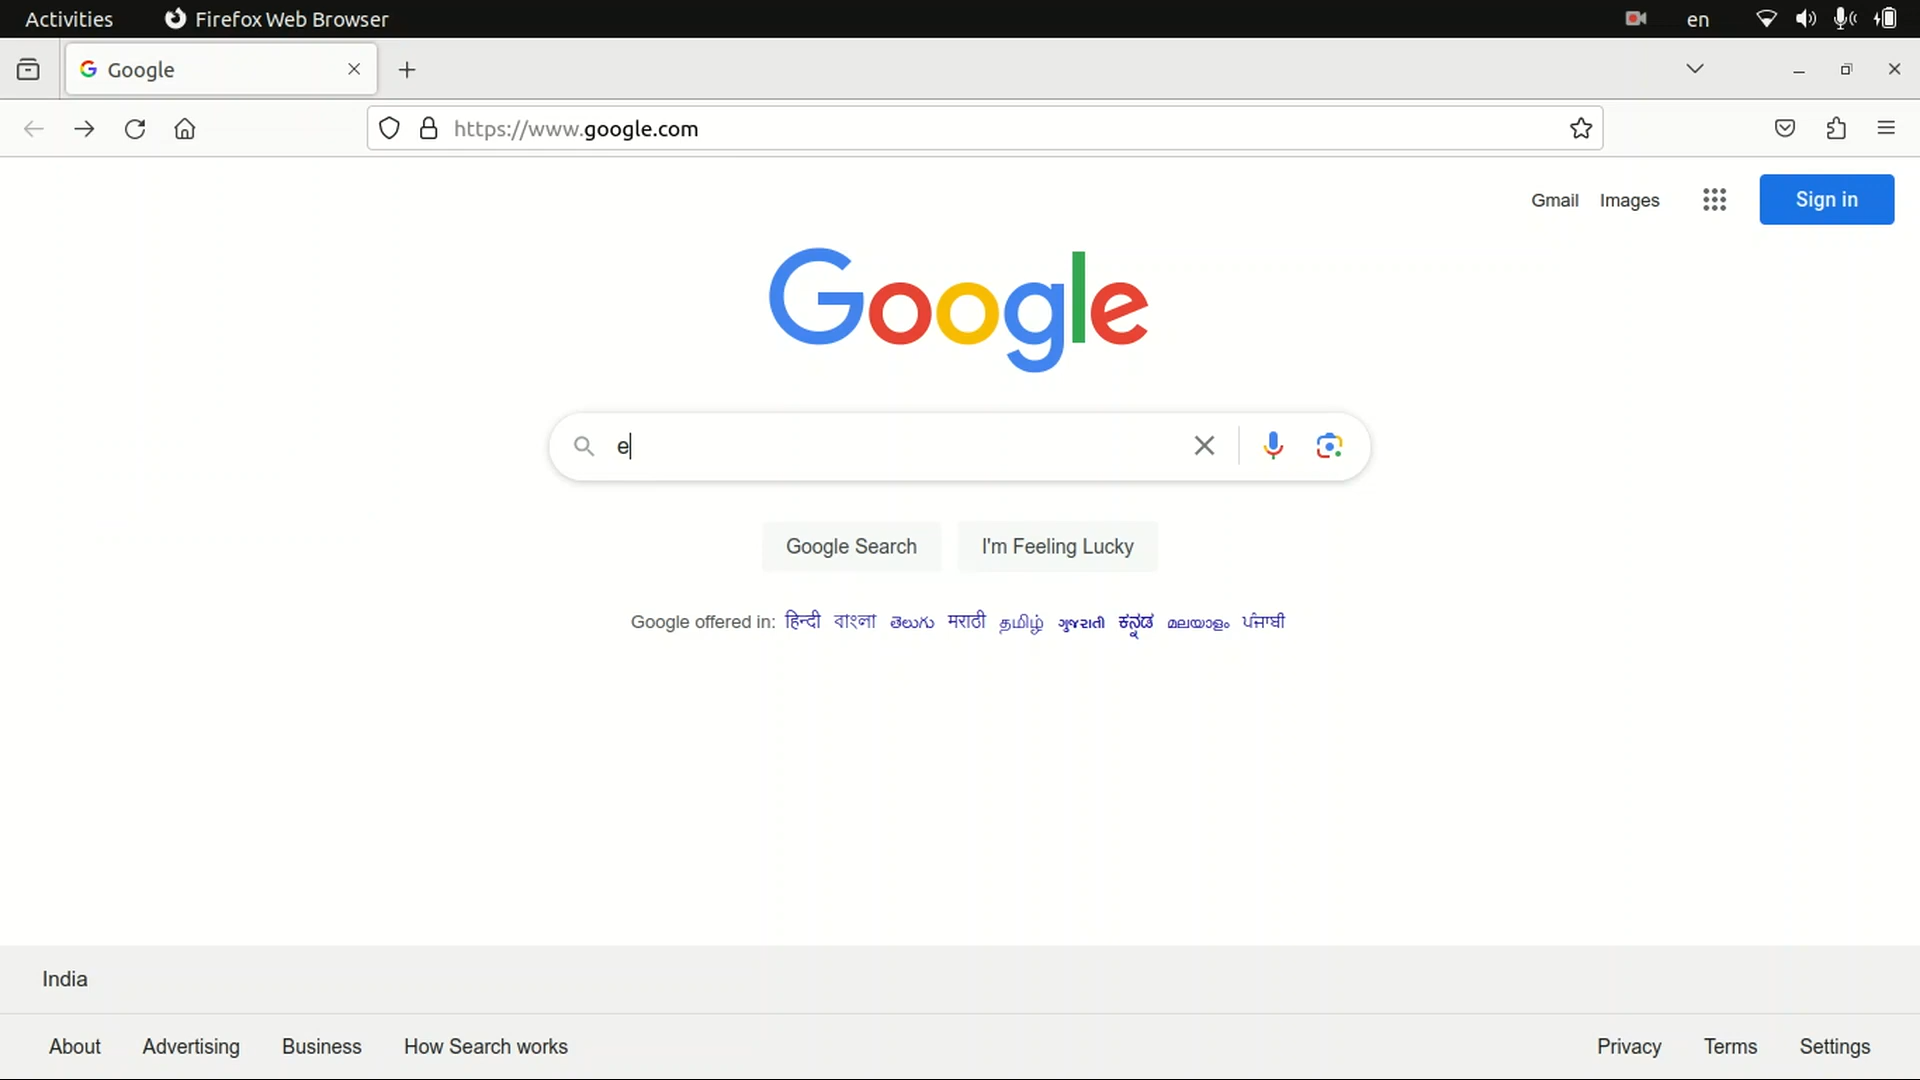 Activities Firefox Web Browser en
Google
https://www.google.com
Gmail Images Sign in
Google
e
Google Search I'm Feeling Lucky
Google offered in: हिन्दी বাংলা తెలుగు मराठी தமிழ் ગુજરાતી ಕನ್ನಡ മലയാളം ਪੰਜਾਬੀ
India
About Advertising Business How Search works Privacy Terms Settings